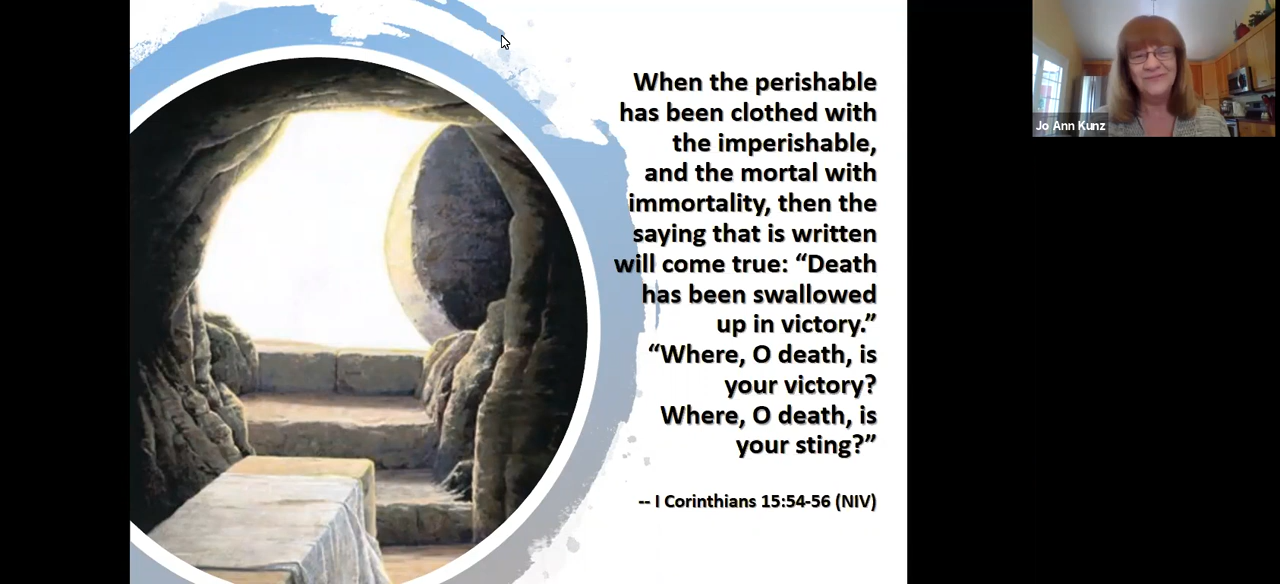 When the perishable
has been clothed with
the imperishable,
and the mortal with
immortality, then the
saying that is written
will come true: “Death
has been swallowed
up in victory.”
“Where, O death, is
your victory?
Where, O death, is
your sting?”
-- I Corinthians 15:54-56 (NIV)
Jo Ann Kunz